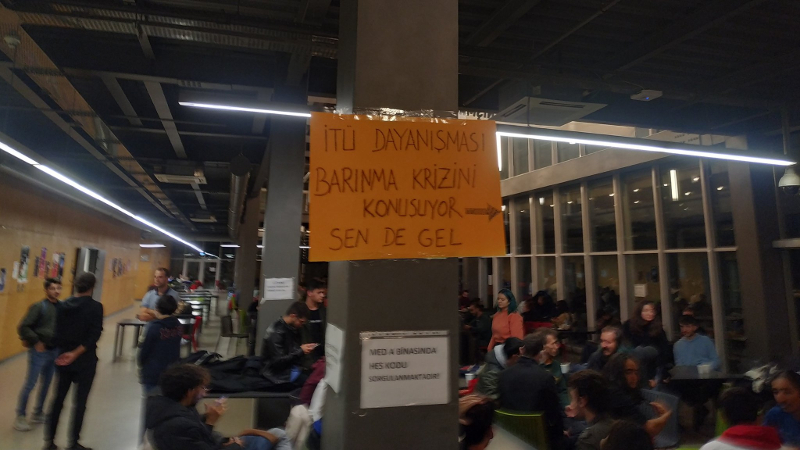 İTÜ DAYANIŞMASI
BARINMA KRİZİNİ
KONUŞUYOR →
SEN DE GEL
MED A BİNASINDA
HES KODU
SORGULANMAKTADIR!